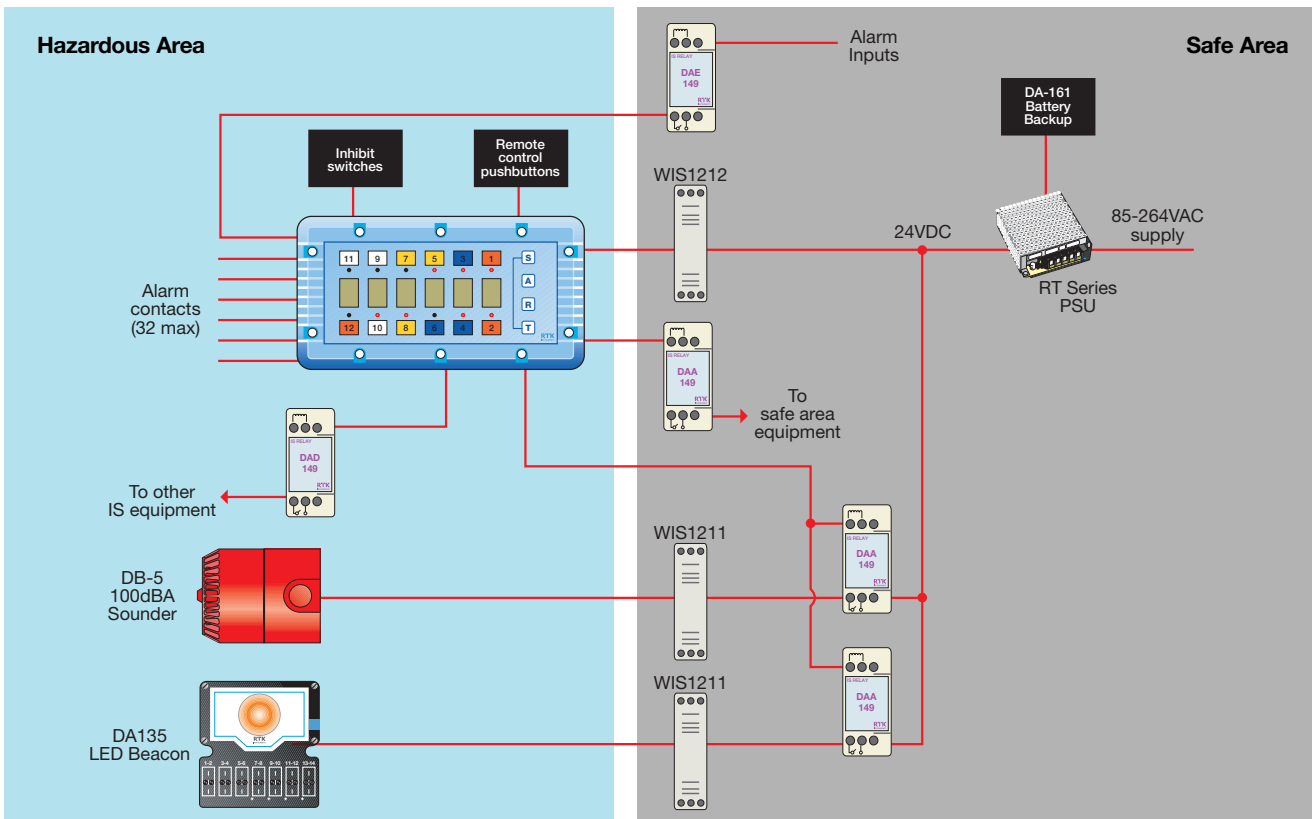 Hazardous Area
Safe Area
Alarm
Inputs
IS RELAY
DAE
149
RTK
DA-161
Battery
Backup
Inhibit
switches
Remote
control
pushbuttons
WIS1212
24VDC
85-264VAC
supply
RT Series
PSU
11 9 7 5 3 1
S
A
R
T
12 10 8 6 4 2
RTK
Alarm
contacts
(32 max)
IS RELAY
DAA
149
RTK
To
safe area
equipment
IS RELAY
DAD
149
RTK
To other
IS equipment
WIS1211
IS RELAY
DAA
149
RTK
DB-5
100dBA
Sounder
WIS1211
IS RELAY
DAA
149
RTK
DA135
LED Beacon
RTK
1-2 3-4 5-6 7-8 9-10 11-12 13-14